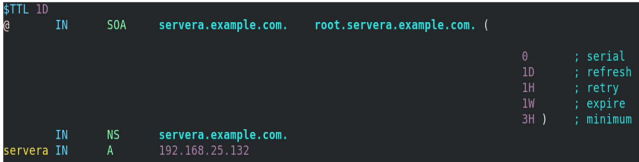 $TTL 1D
@ IN SOA servera.example.com. root.servera.example.com. (
0 ; serial
1D ; refresh
1H ; retry
1W ; expire
3H ) ; minimum
IN NS servera.example.com.
servera IN A 192.168.25.132